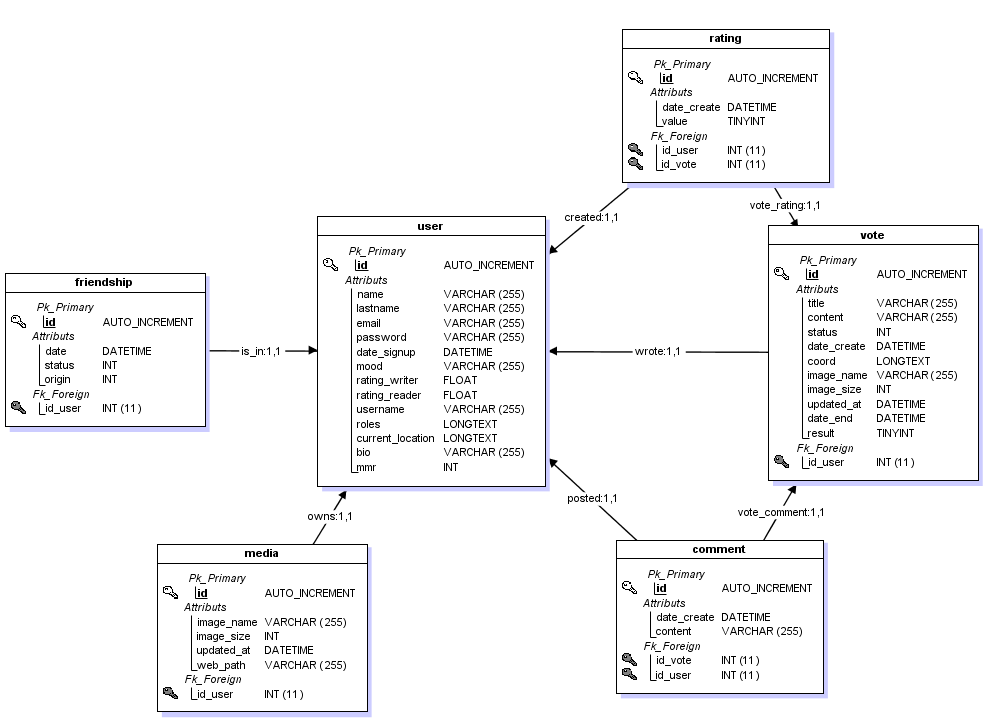 rating
Pk_Primary
id AUTO_INCREMENT
Attributs
date_create DATETIME
value TINYINT
Fk_Foreign
id_user INT (11)
id_vote INT (11)
created:1,1
vote_rating:1,1
user
Pk_Primary
id AUTO_INCREMENT
Attributs
name VARCHAR (255)
lastname VARCHAR (255)
email VARCHAR (255)
password VARCHAR (255)
date_signup DATETIME
mood VARCHAR (255)
rating_writer FLOAT
rating_reader FLOAT
username VARCHAR (255)
roles LONGTEXT
current_location LONGTEXT
bio VARCHAR (255)
mmr INT
vote
Pk_Primary
id AUTO_INCREMENT
Attributs
title VARCHAR (255)
content VARCHAR (255)
status INT
date_create DATETIME
coord LONGTEXT
image_name VARCHAR (255)
image_size INT
updated_at DATETIME
date_end DATETIME
result TINYINT
Fk_Foreign
id_user INT (11)
friendship
Pk_Primary
id AUTO_INCREMENT
Attributs
date DATETIME
status INT
origin INT
Fk_Foreign
id_user INT (11)
is_in:1,1
wrote:1,1
owns:1,1
posted:1,1
vote_comment:1,1
media
Pk_Primary
id AUTO_INCREMENT
Attributs
image_name VARCHAR (255)
image_size INT
updated_at DATETIME
web_path VARCHAR (255)
Fk_Foreign
id_user INT (11)
comment
Pk_Primary
id AUTO_INCREMENT
Attributs
date_create DATETIME
content VARCHAR (255)
Fk_Foreign
id_vote INT (11)
id_user INT (11)